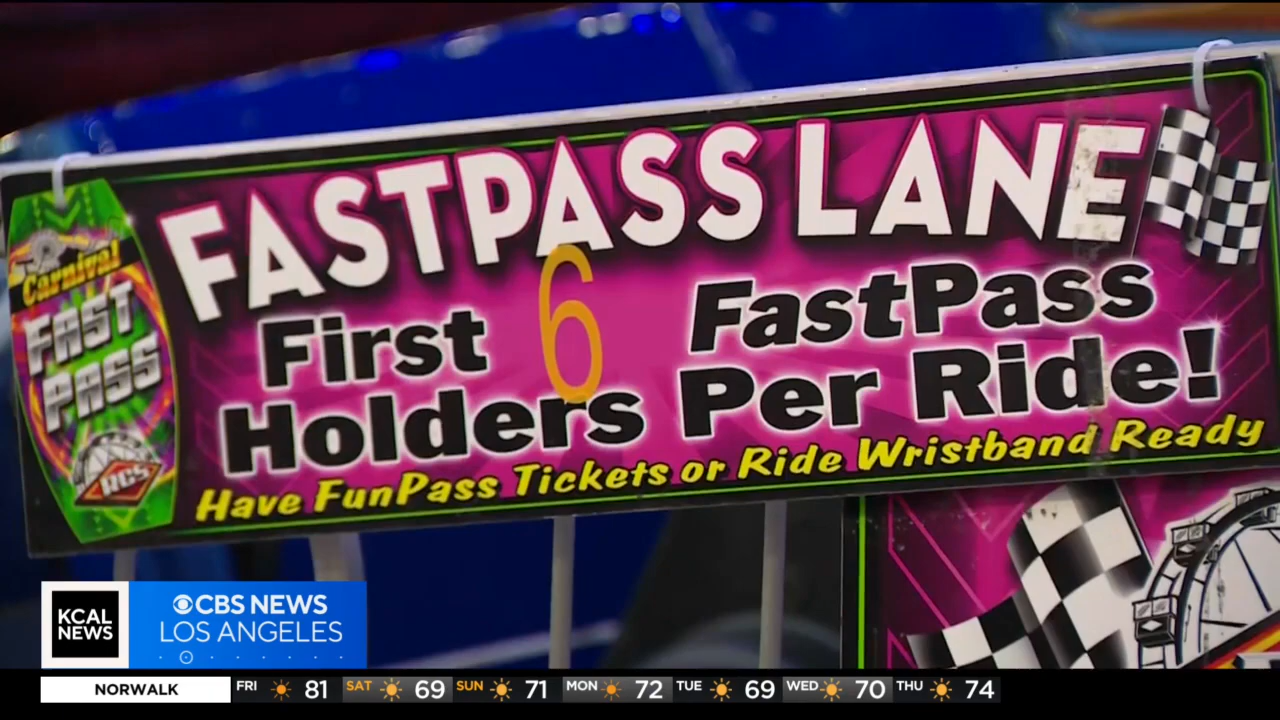 FASTPASS LANE
First 6 FastPass
Holders Per Ride!
Have FunPass Tickets or Ride Wristband Ready
Carnival
FAST
PASS
RCS
KCAL
NEWS
CBS NEWS
LOS ANGELES
NORWALK FRI 81 SAT 69 SUN 71 MON 72 TUE 69 WED 70 THU 74